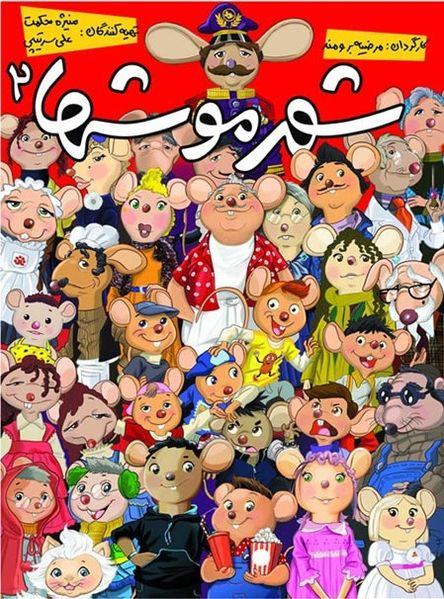 کارگردان: مرضیه برومند
تهیه کنندگان: منیژه حکمت
علی سرتیپی
شهر موشها ۲